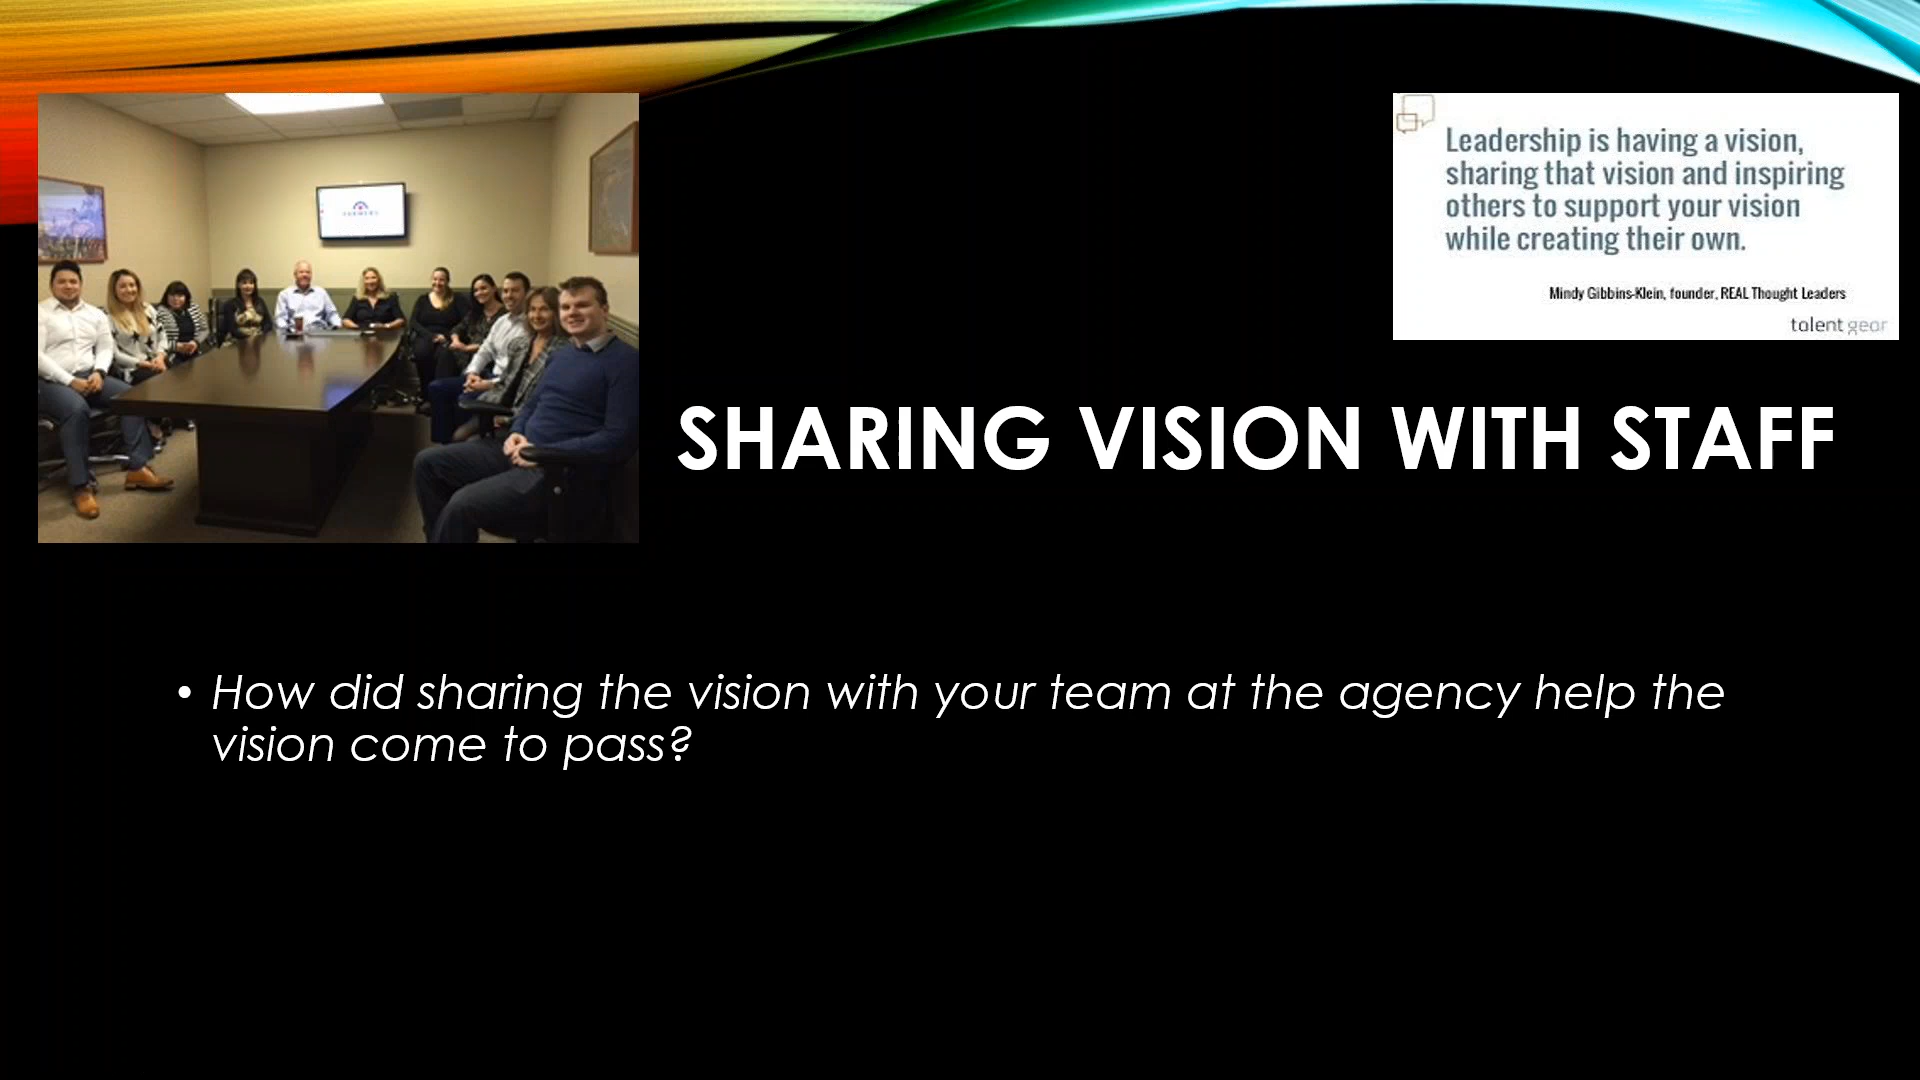 Leadership is having a vision,
sharing that vision and inspiring
others to support your vision
while creating their own.
Mindy Gibbins-Klein, founder, REAL Thought Leaders
talent gear
FARMERS
SHARING VISION WITH STAFF
• How did sharing the vision with your team at the agency help the
vision come to pass?